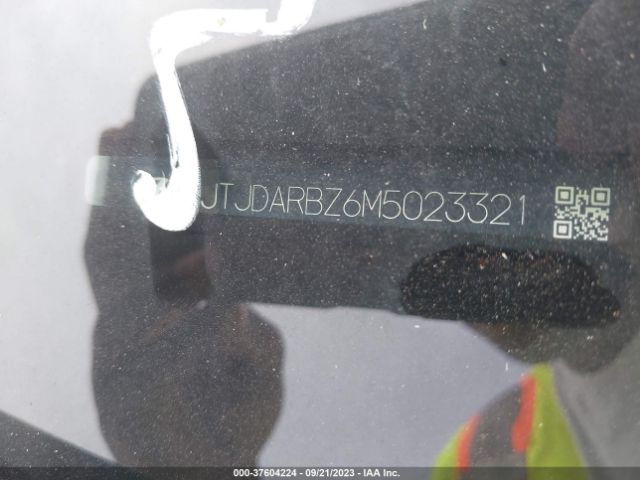 JTJDARBZ6M5023321
000-37604224 - 09/21/2023 - IAA Inc.